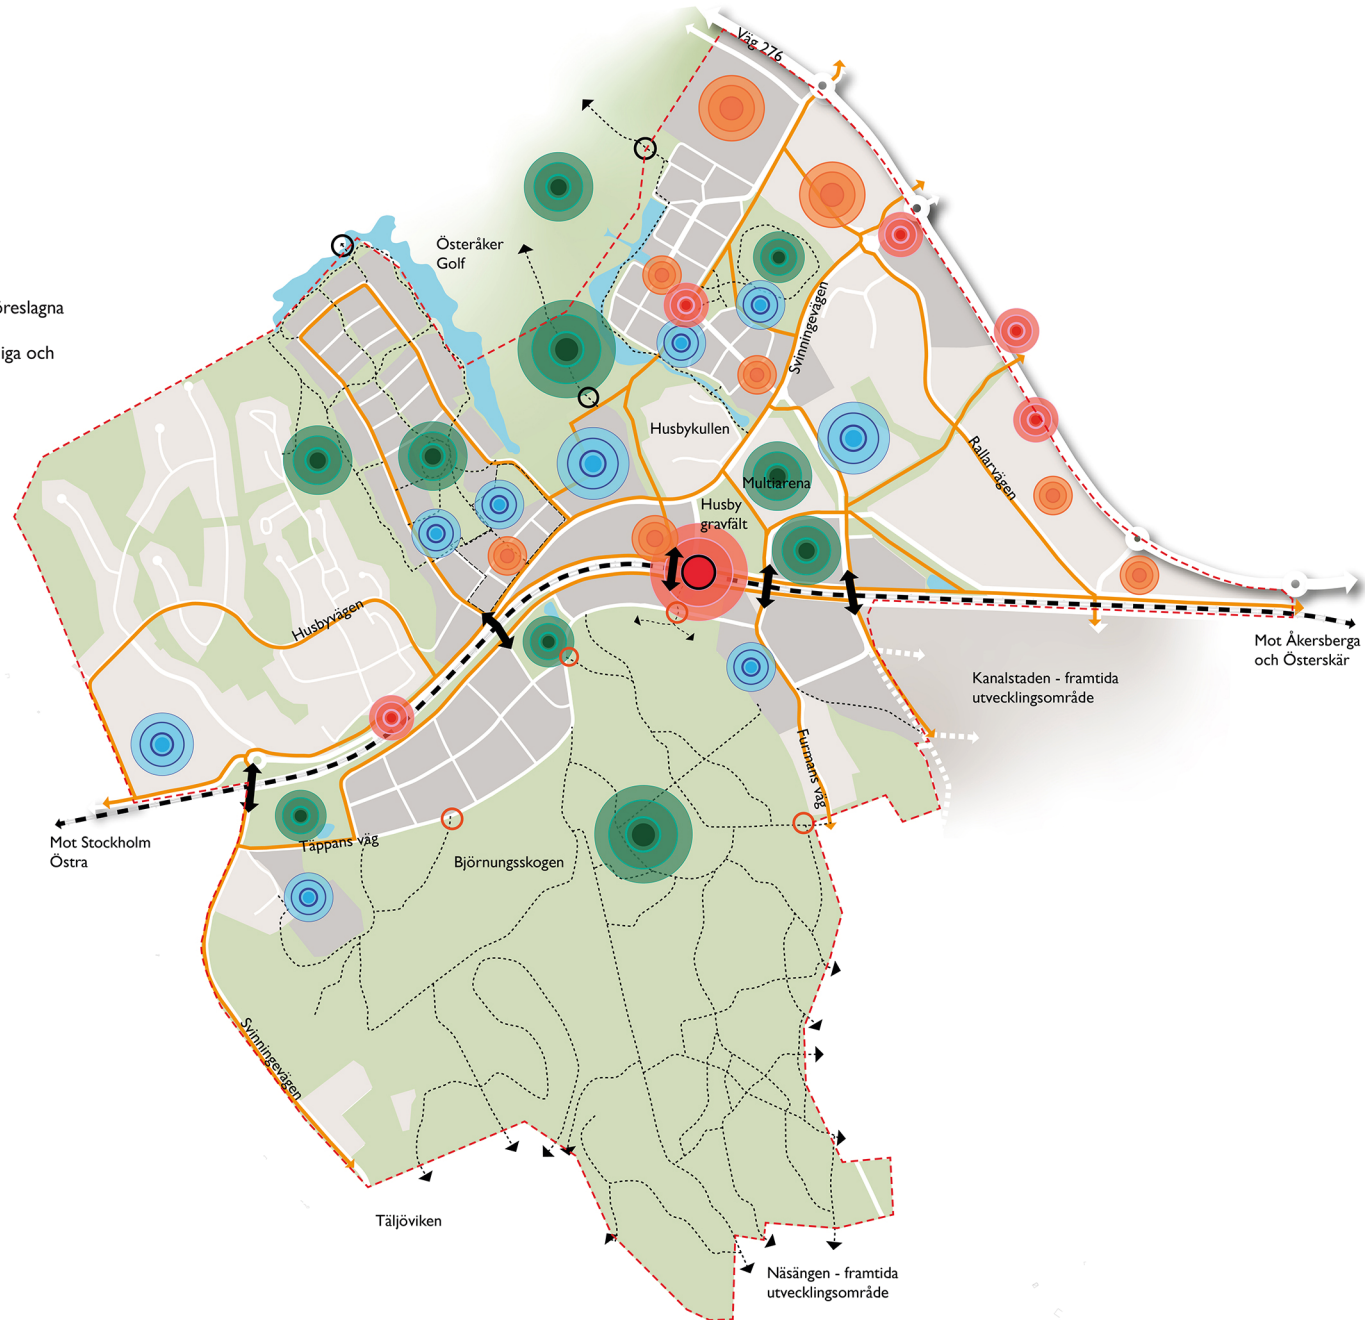 Väg 276
Österåker
Golf
öreslagna
iga och
Svinningevägen
Husbykullen
Rallarvägen
Multiarena
Husby
gravfält
Husbyvägen
Mot Åkersberga
och Österskär
Kanalstaden - framtida
utvecklingsområde
Furmans väg
Mot Stockholm
Östra
Täppans väg
Björnungsskogen
Svinningevägen
Täljöviken
Näsängen - framtida
utvecklingsområde